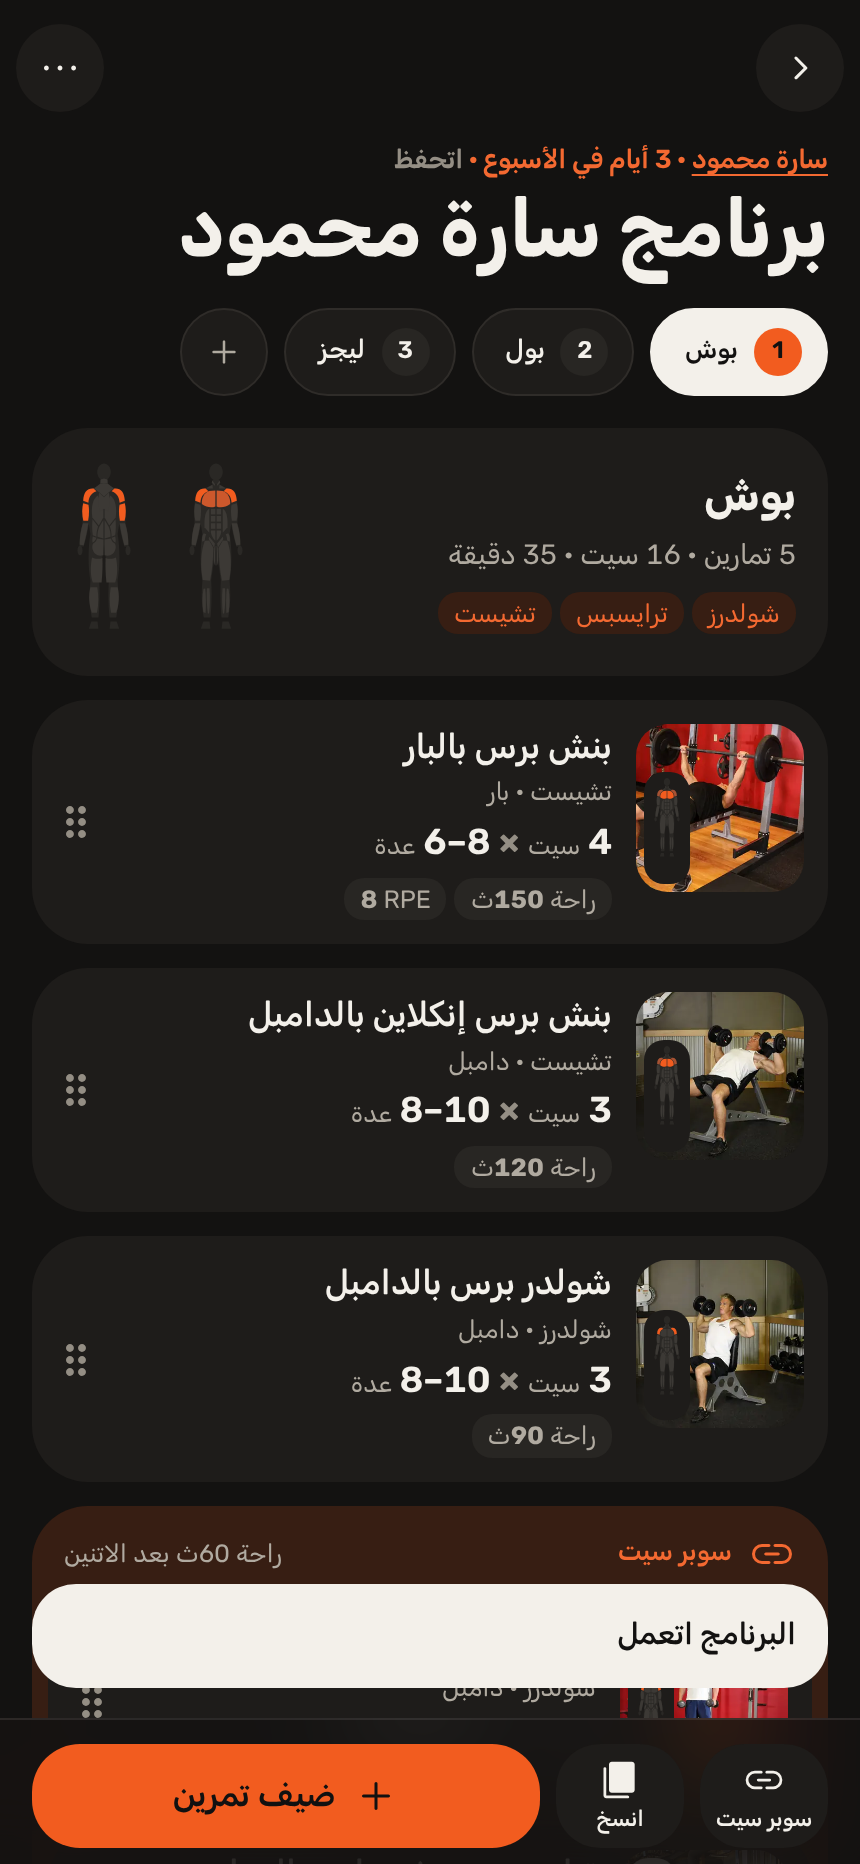 سارة محمود • 3 أيام في الأسبوع • اتحفظ
برنامج سارة محمود
1 بوش
2 بول
3 ليجز
بوش
5 تمارين • 16 سيت • 35 دقيقة
شولدرز ترايسبس تشيست
بنش برس بالبار
تشيست • بار
4 سيت × 6–8 عدة
راحة 150ث 8 RPE
بنش برس إنكلاين بالدامبل
تشيست • دامبل
3 سيت × 8–10 عدة
راحة 120ث
شولدر برس بالدامبل
شولدرز • دامبل
3 سيت × 8–10 عدة
راحة 90ث
سوبر سيت راحة 60ث بعد الاتنين
البرنامج اتعمل
شولدرز • دامبل
سوبر سيت
انسخ
ضيف تمرين